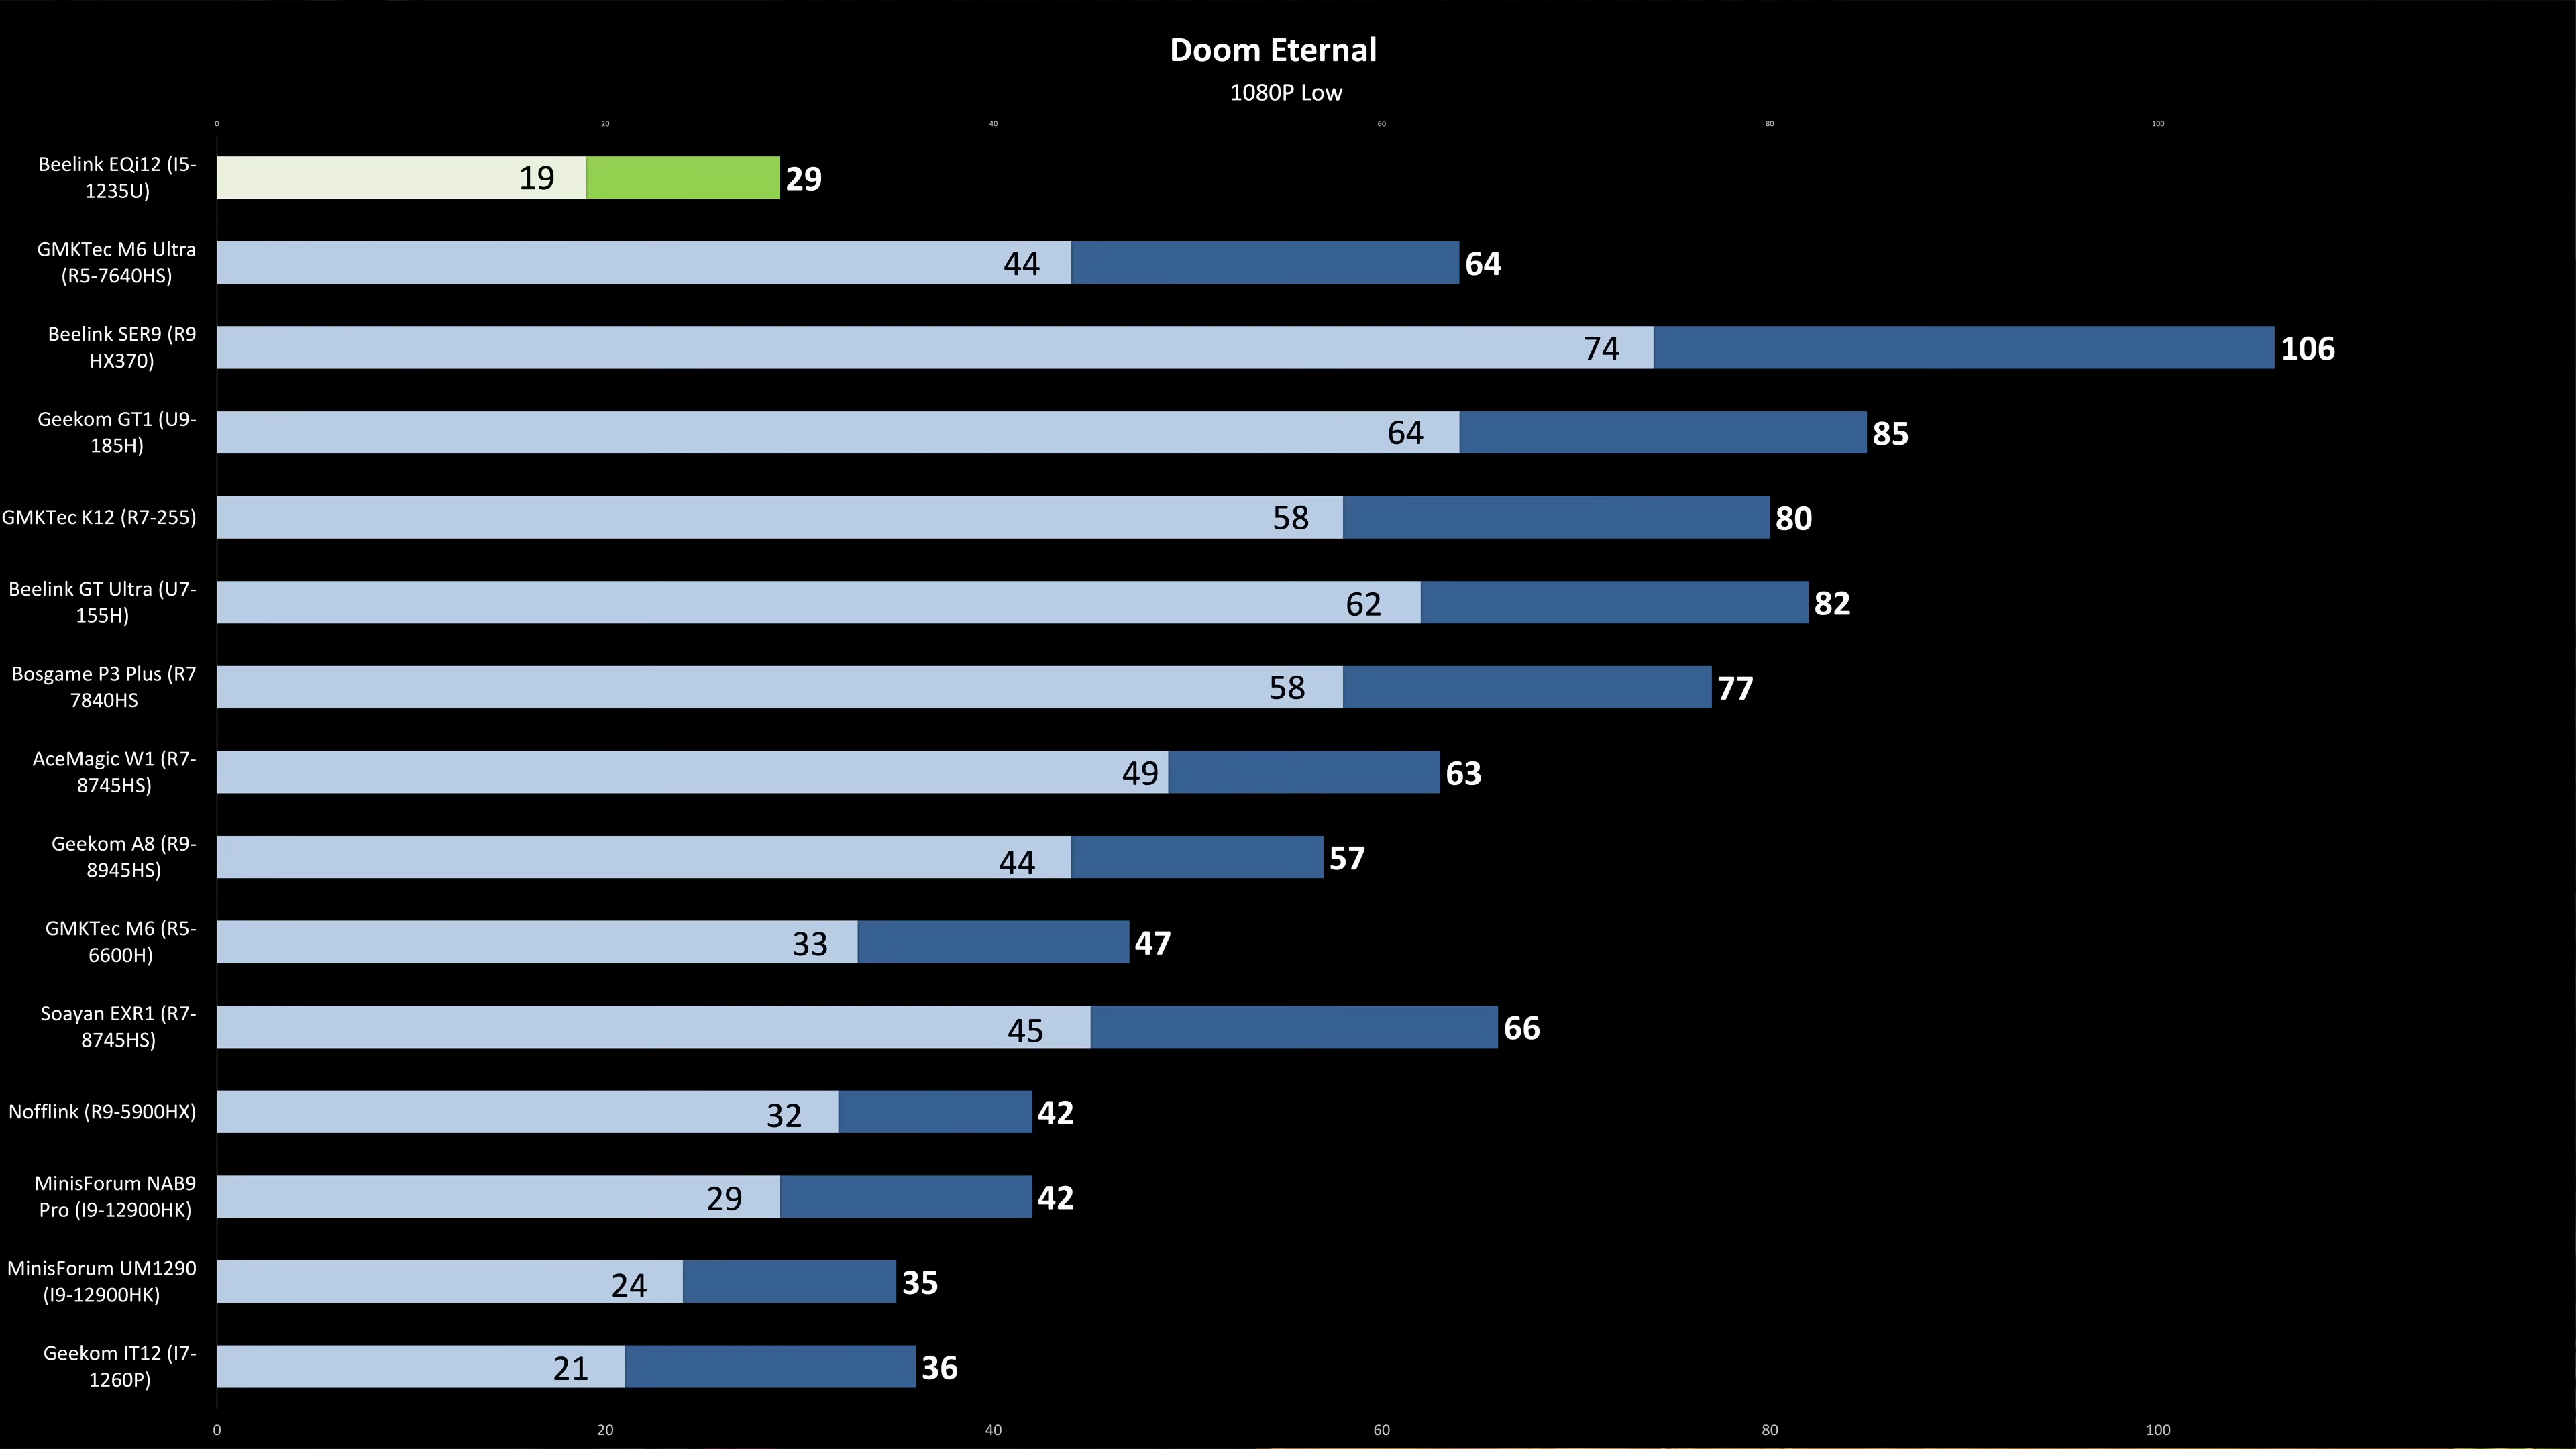 Doom Eternal
1080P Low
0 20 40 60 80 100
Beelink EQi12 (I5-
1235U)
19 29
GMKTec M6 Ultra
(R5-7640HS)
44 64
Beelink SER9 (R9
HX370)
74 106
Geekom GT1 (U9-
185H)
64 85
GMKTec K12 (R7-255)
58 80
Beelink GT Ultra (U7-
155H)
62 82
Bosgame P3 Plus (R7
7840HS
58 77
AceMagic W1 (R7-
8745HS)
49 63
Geekom A8 (R9-
8945HS)
44 57
GMKTec M6 (R5-
6600H)
33 47
Soayan EXR1 (R7-
8745HS)
45 66
Nofflink (R9-5900HX)
32 42
MinisForum NAB9
Pro (I9-12900HK)
29 42
MinisForum UM1290
(I9-12900HK)
24 35
Geekom IT12 (I7-
1260P)
21 36
0 20 40 60 80 100